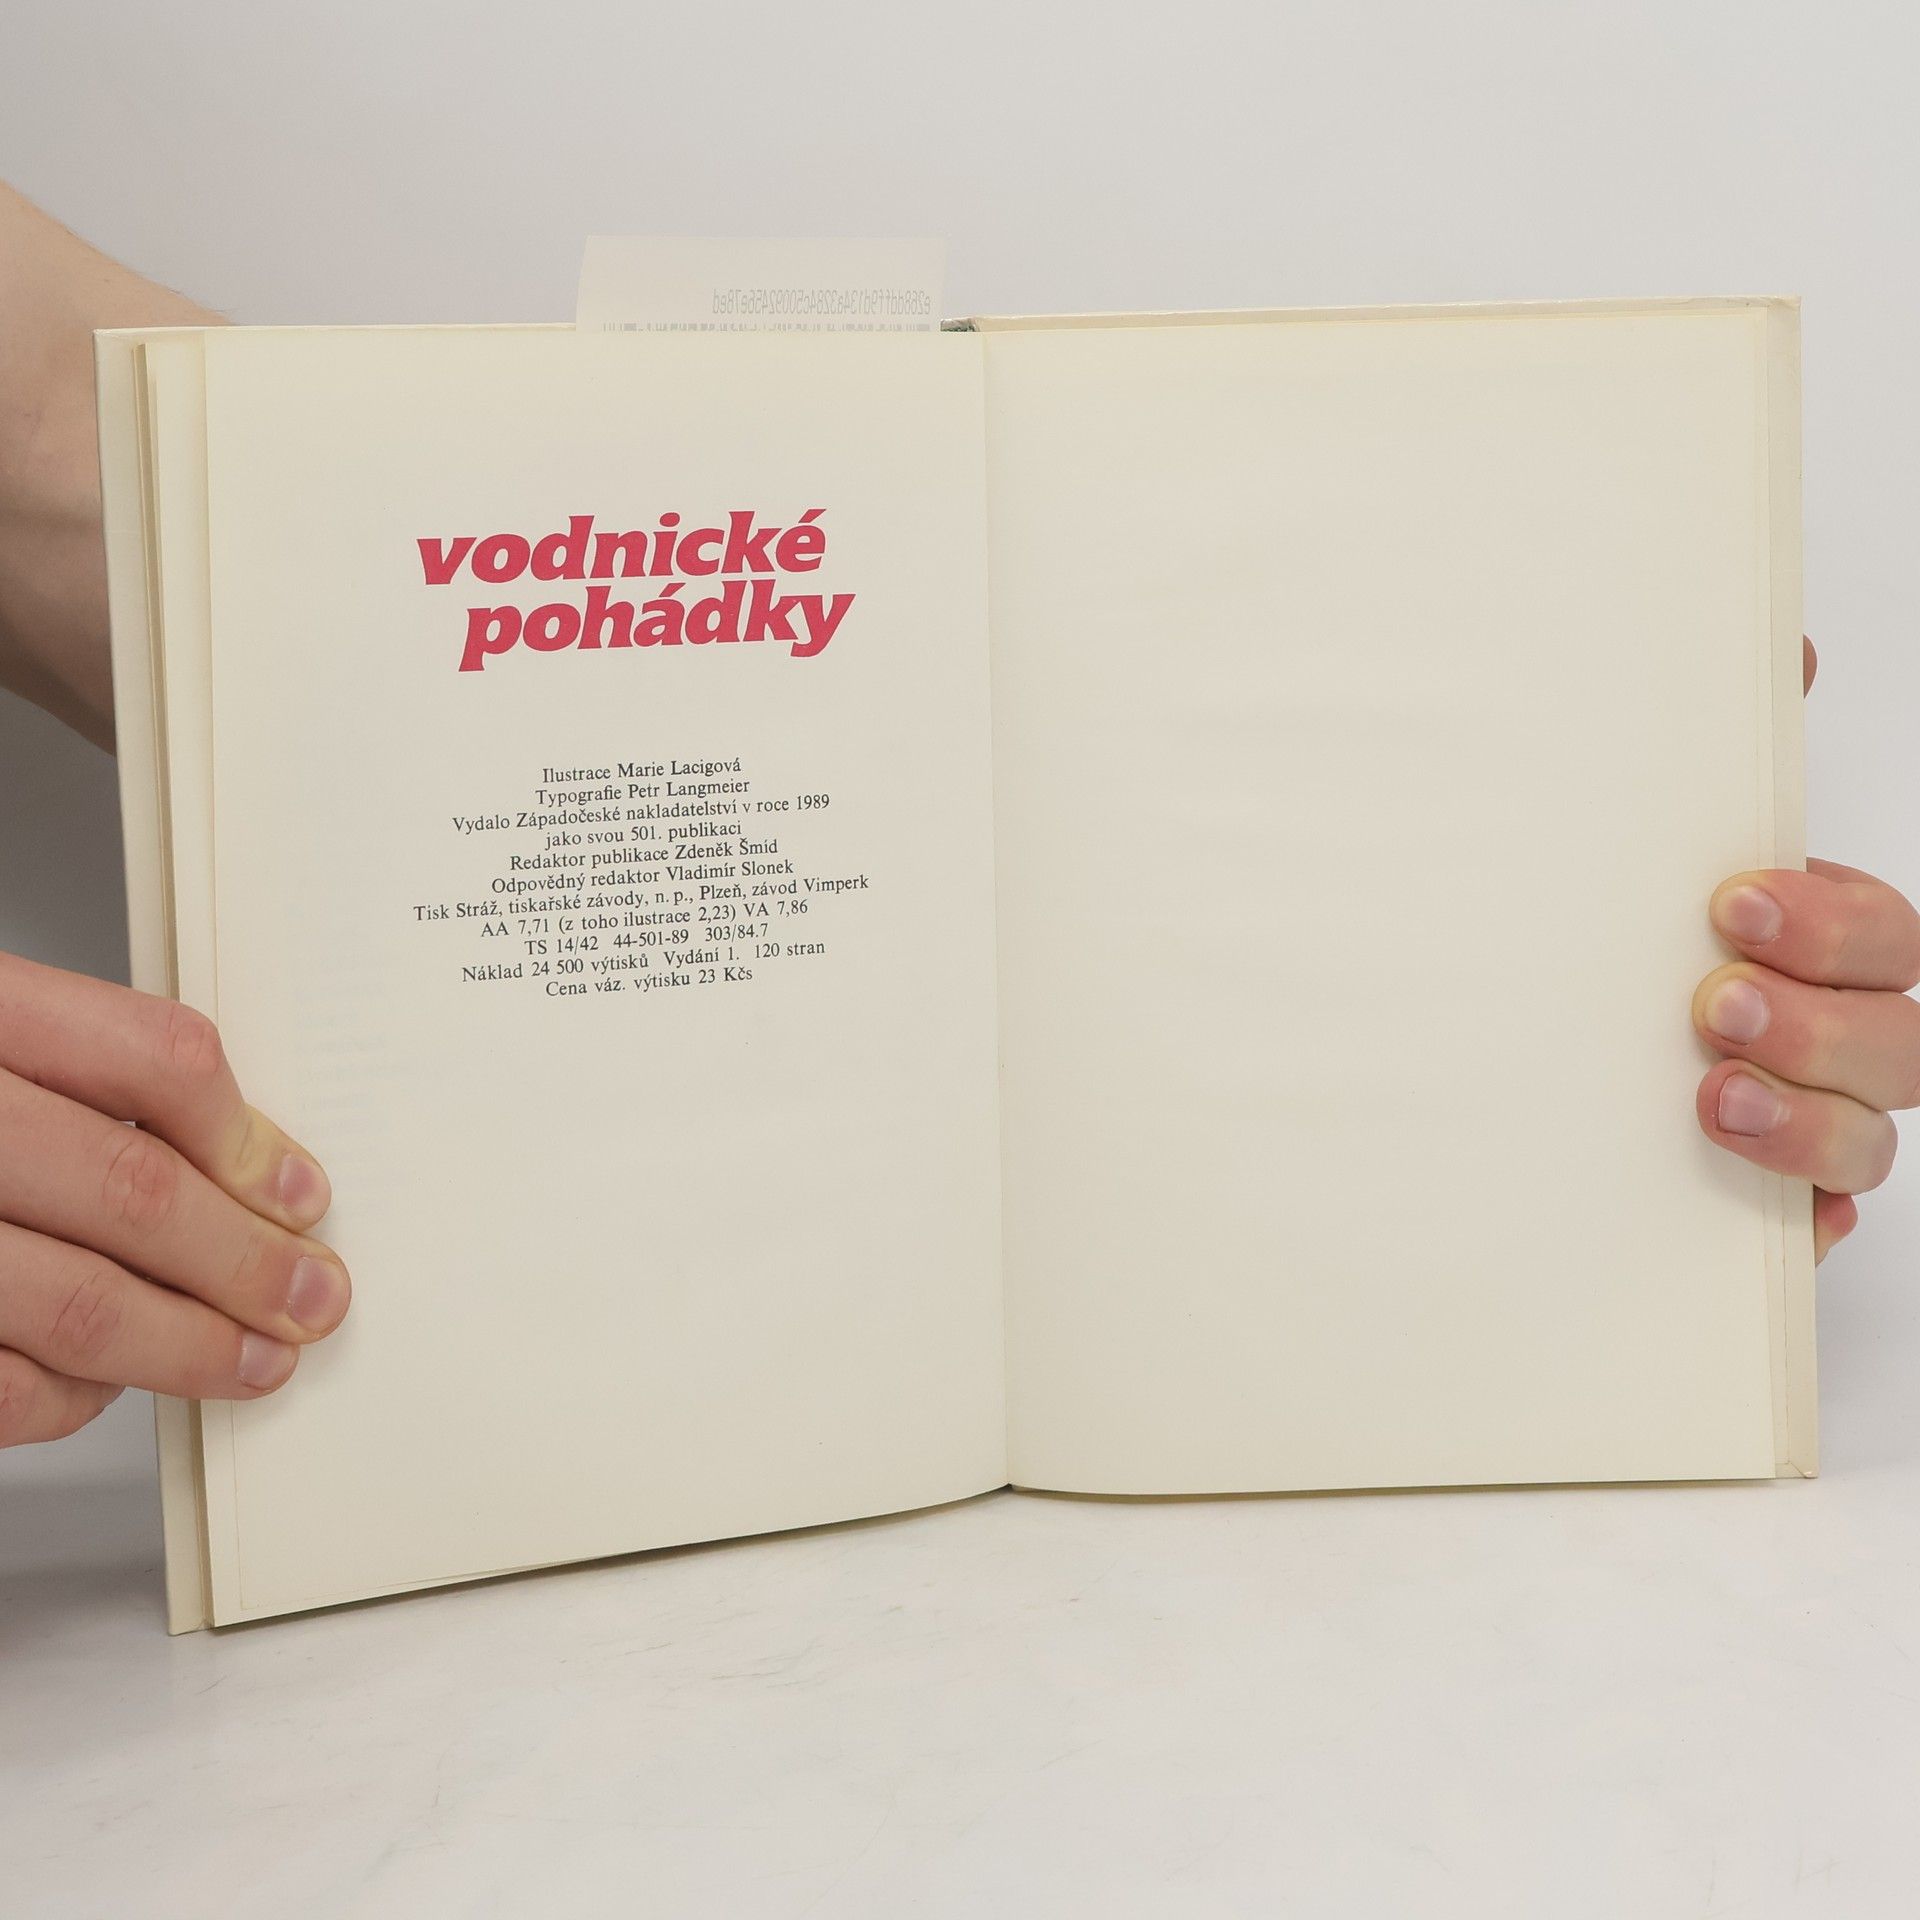 e268dff9d134a3284c50092456e78ed
vodnické
pohádky
Ilustrace Marie Lacigová
Typografie Petr Langmeier
Vydalo Západočeské nakladatelství v roce 1989
jako svou 501. publikaci
Redaktor publikace Zdeněk Šmíd
Odpovědný redaktor Vladimír Slonek
Tisk Stráž, tiskařské závody, n. p., Plzeň, závod Vimperk
AA 7,71 (z toho ilustrace 2,23) VA 7,86
TS 14/42 44-501-89 303/84.7
Náklad 24 500 výtisků Vydání 1. 120 stran
Cena váz. výtisku 23 Kčs